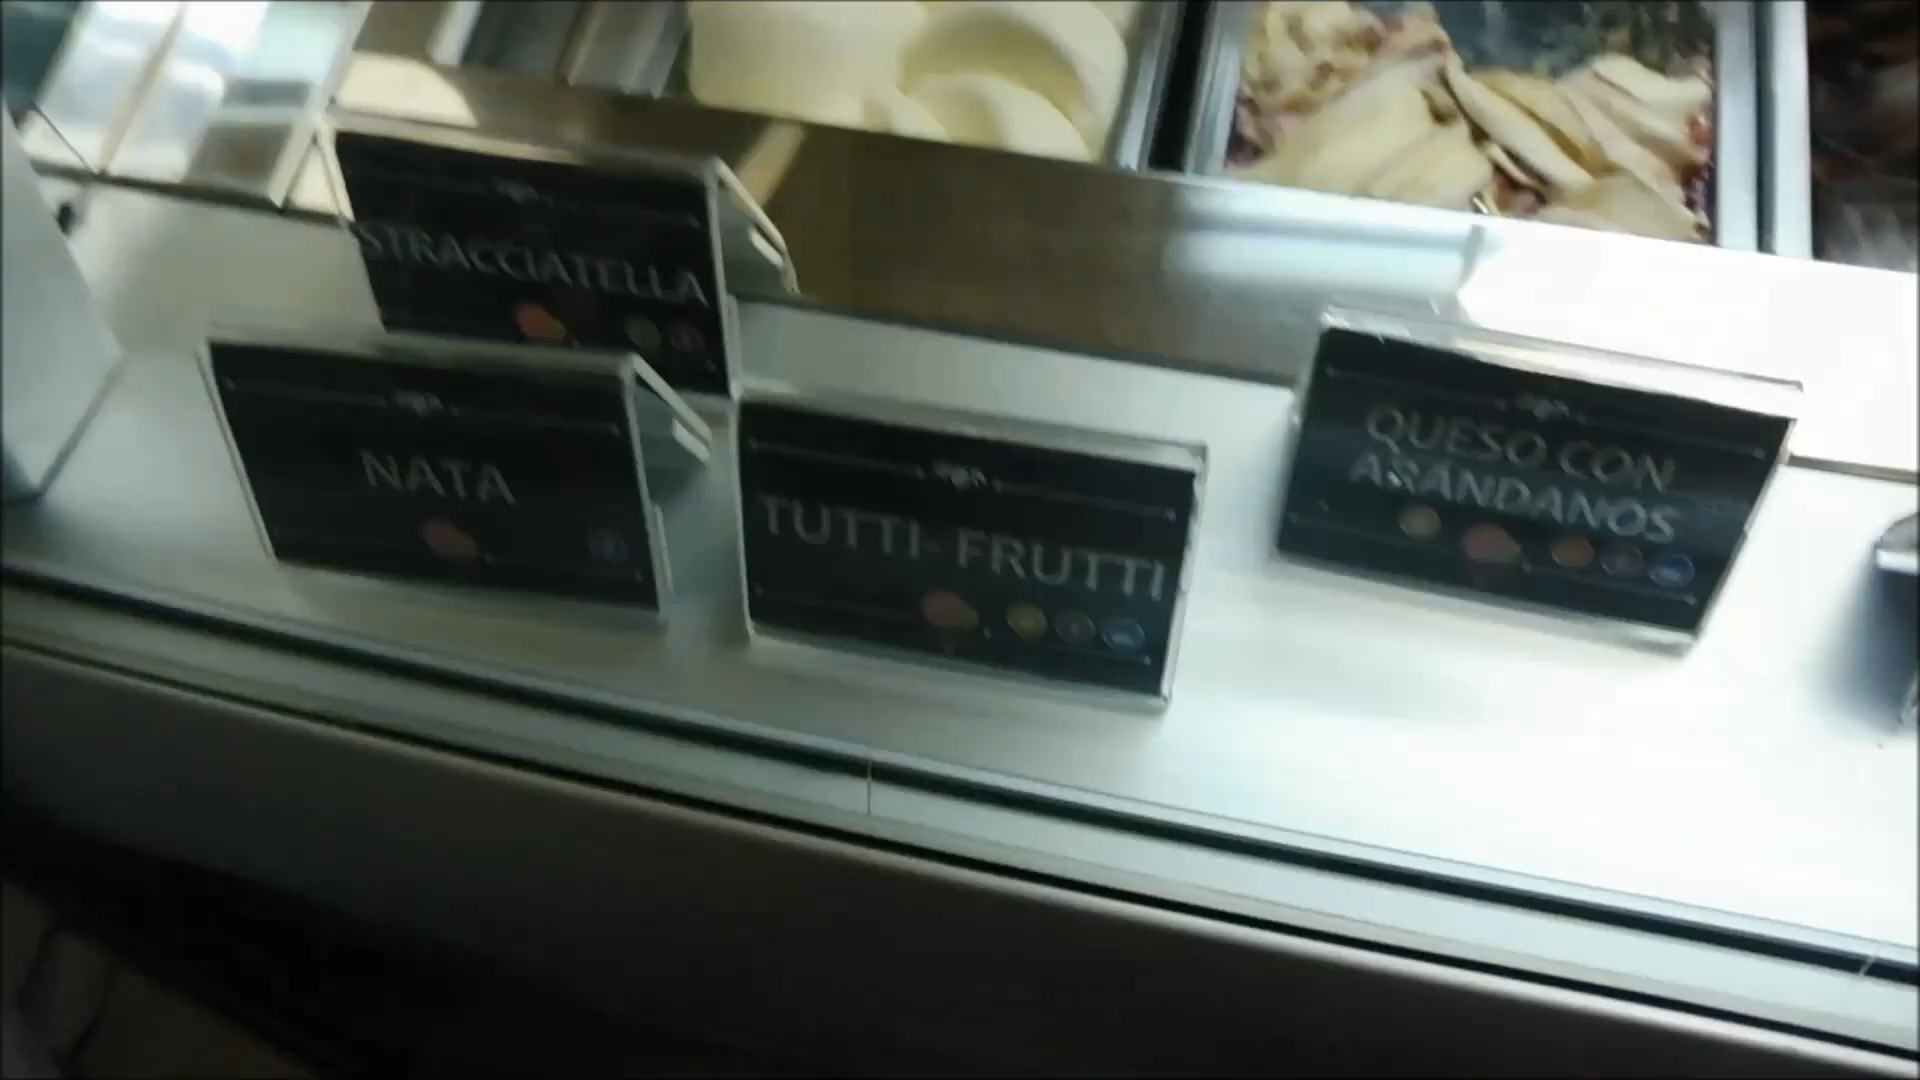 STRACCIATELLA
NATA
TUTTI-FRUTTI
QUESO CON
ARÁNDANOS